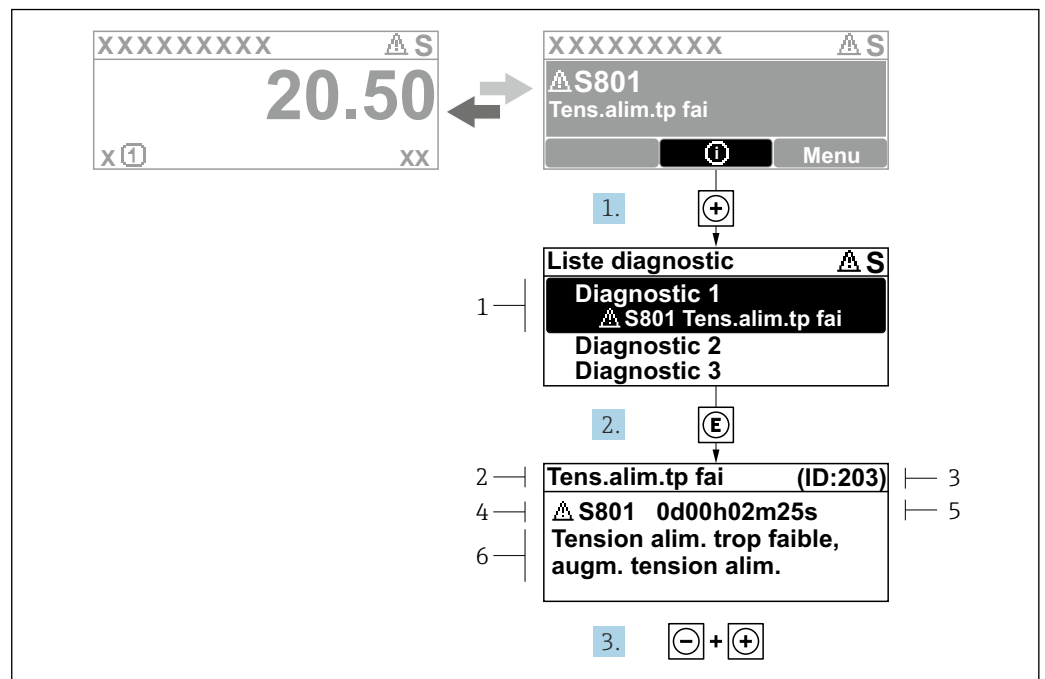 XXXXXXXXX ⚠ S
20.50
x ① xx
XXXXXXXXX ⚠ S
⚠ S801
Tens.alim.tp fai
ⓘ Menu
1. +
Liste diagnostic ⚠ S
1
Diagnostic 1
⚠ S801 Tens.alim.tp fai
Diagnostic 2
Diagnostic 3
2. E
2 Tens.alim.tp fai (ID:203) 3
4 ⚠ S801 0d00h02m25s 5
6
Tension alim. trop faible,
augm. tension alim.
3. - + +